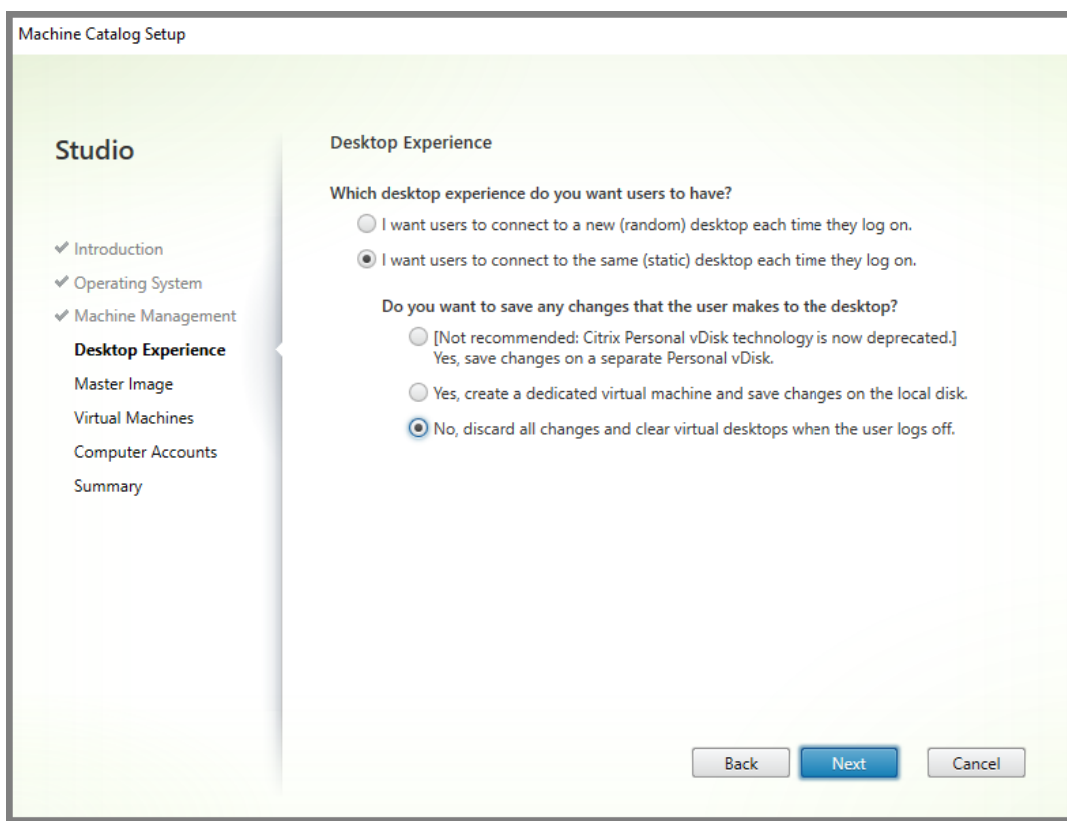 Machine Catalog Setup
Studio
Introduction
Operating System
Machine Management
Desktop Experience
Master Image
Virtual Machines
Computer Accounts
Summary
Desktop Experience
Which desktop experience do you want users to have?
I want users to connect to a new (random) desktop each time they log on.
I want users to connect to the same (static) desktop each time they log on.
Do you want to save any changes that the user makes to the desktop?
[Not recommended: Citrix Personal vDisk technology is now deprecated.]
Yes, save changes on a separate Personal vDisk.
Yes, create a dedicated virtual machine and save changes on the local disk.
No, discard all changes and clear virtual desktops when the user logs off.
Back
Next
Cancel